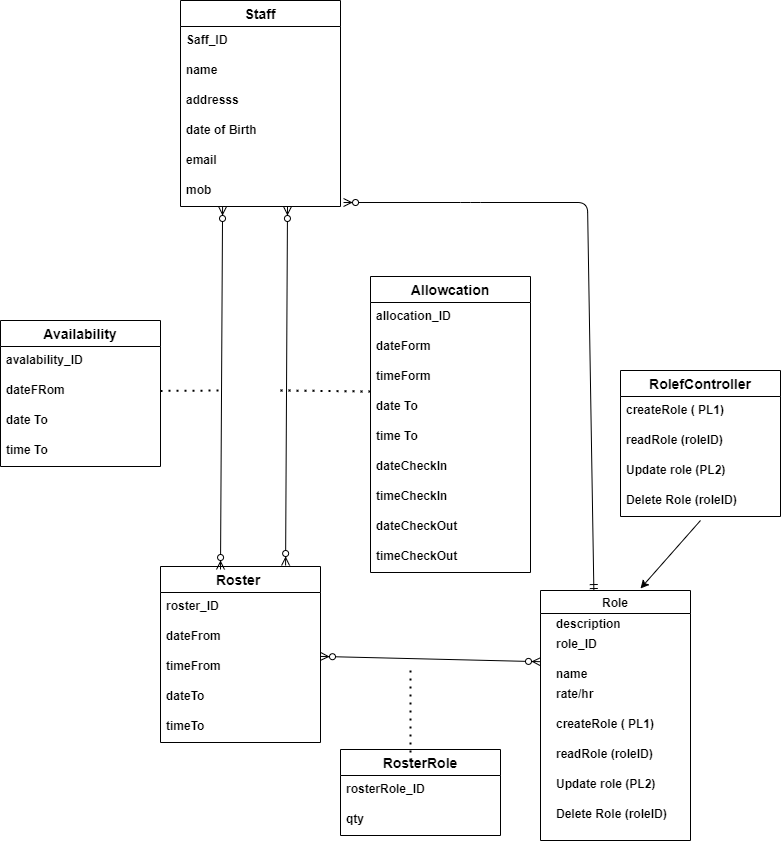 Staff
Saff_ID
name
addresss
date of Birth
email
mob
Allowcation
allocation_ID
dateForm
timeForm
date To
time To
dateCheckIn
timeCheckIn
dateCheckOut
timeCheckOut
Availability
avalability_ID
dateFRom
date To
time To
RolefController
createRole ( PL1)
readRole (roleID)
Update role (PL2)
Delete Role (roleID)
Roster
roster_ID
dateFrom
timeFrom
dateTo
timeTo
Role
description
role_ID
name
rate/hr
createRole ( PL1)
readRole (roleID)
Update role (PL2)
Delete Role (roleID)
RosterRole
rosterRole_ID
qty